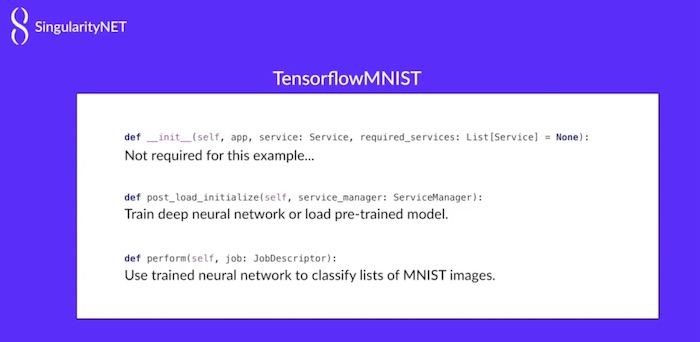 SingularityNET
TensorflowMNIST
def __init__(self, app, service: Service, required_services: List[Service] = None):
Not required for this example...
def post_load_initialize(self, service_manager: ServiceManager):
Train deep neural network or load pre-trained model.
def perform(self, job: JobDescriptor):
Use trained neural network to classify lists of MNIST images.